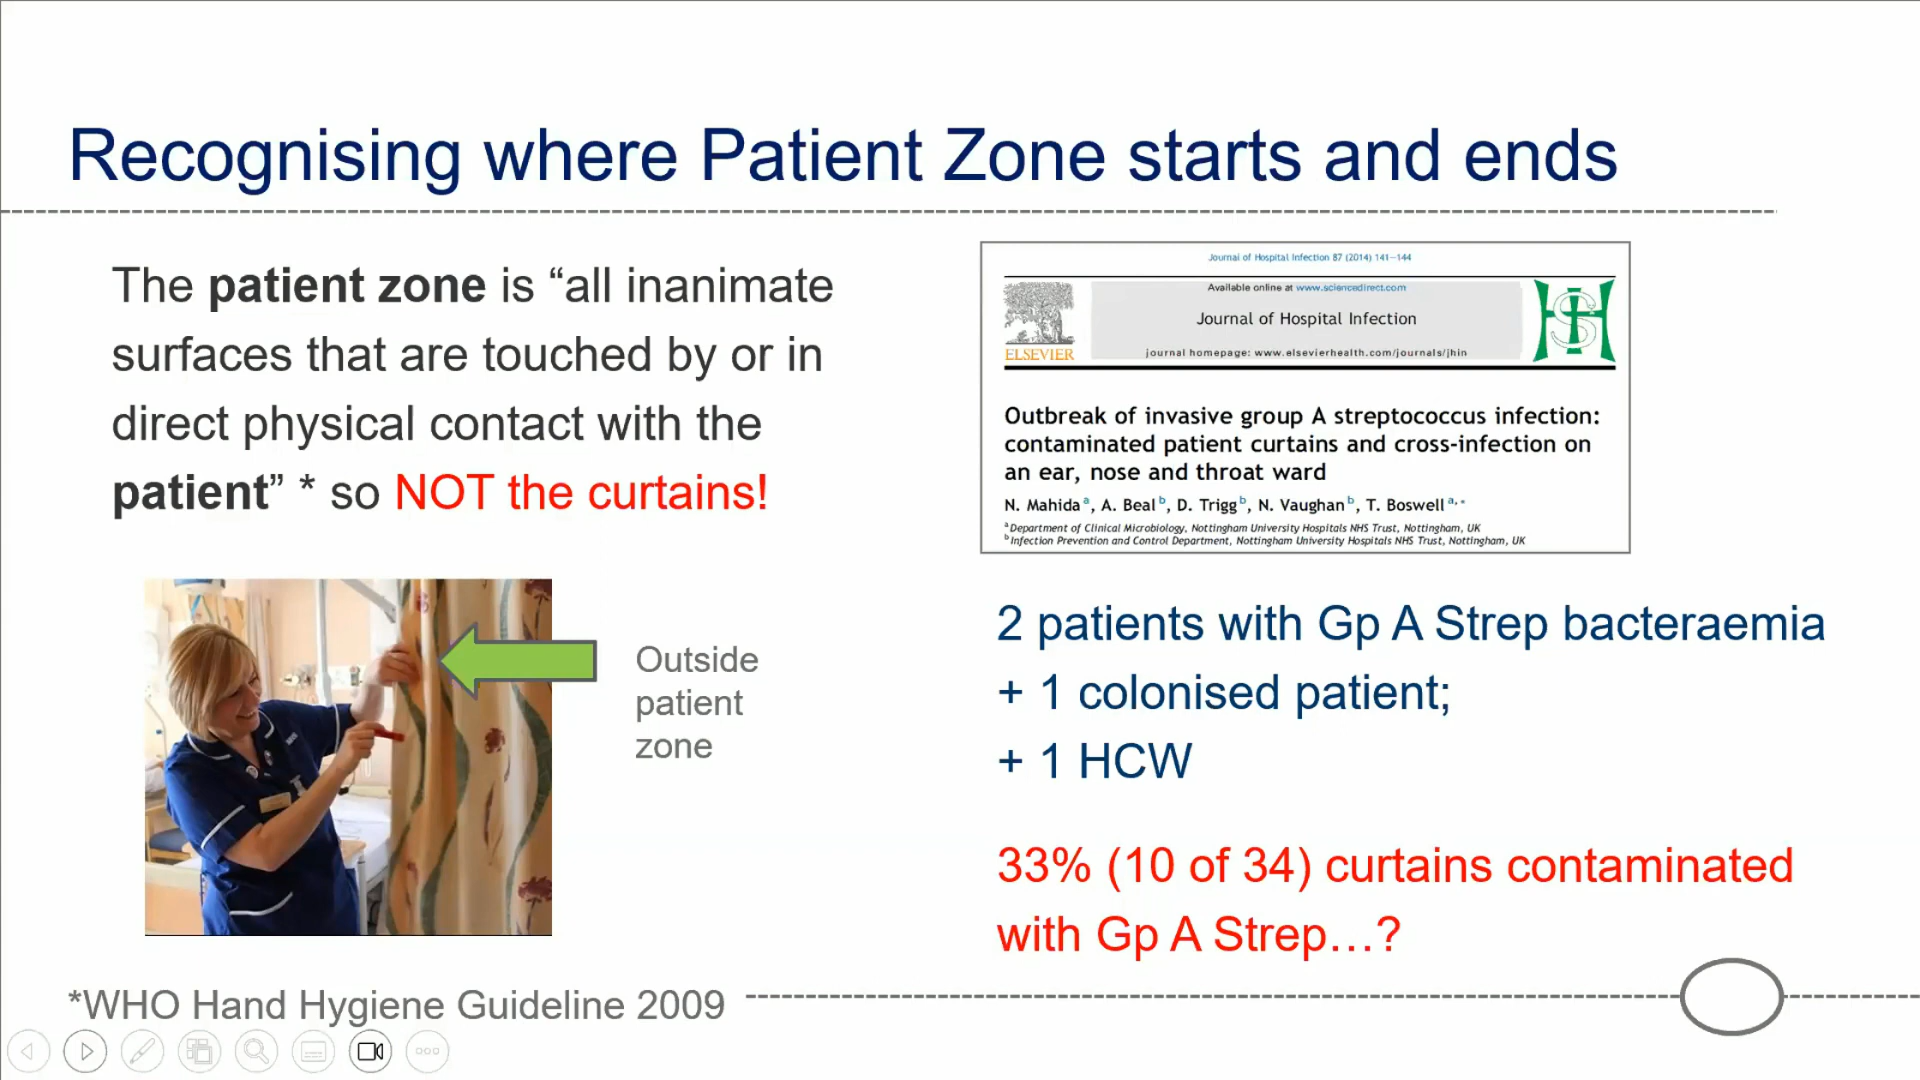 Recognising where Patient Zone starts and ends
The patient zone is “all inanimate
surfaces that are touched by or in
direct physical contact with the
patient” * so NOT the curtains!
Outside
patient
zone
Journal of Hospital Infection 87 (2014) 141–144
Available online at www.sciencedirect.com
Journal of Hospital Infection
journal homepage: www.elsevierhealth.com/journals/jhin
ELSEVIER
HIS
Outbreak of invasive group A streptococcus infection:
contaminated patient curtains and cross-infection on
an ear, nose and throat ward
N. Mahida a, A. Beal b, D. Trigg b, N. Vaughan b, T. Boswell a,*
a Department of Clinical Microbiology, Nottingham University Hospitals NHS Trust, Nottingham, UK
b Infection Prevention and Control Department, Nottingham University Hospitals NHS Trust, Nottingham, UK
2 patients with Gp A Strep bacteraemia
+ 1 colonised patient;
+ 1 HCW
33% (10 of 34) curtains contaminated
with Gp A Strep…?
*WHO Hand Hygiene Guideline 2009